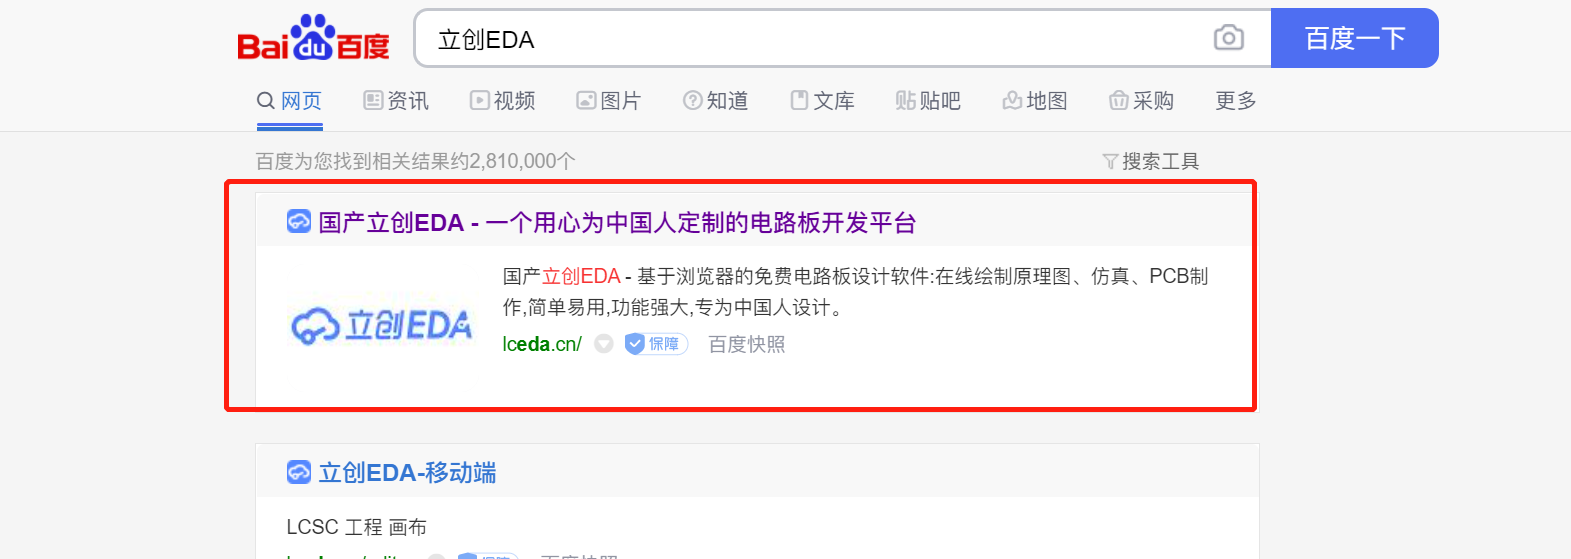 Baidu百度
立创EDA
百度一下
网页 资讯 视频 图片 知道 文库 贴吧 地图 采购 更多
百度为您找到相关结果约2,810,000个
搜索工具
国产立创EDA - 一个用心为中国人定制的电路板开发平台
立创EDA
国产立创EDA - 基于浏览器的免费电路板设计软件:在线绘制原理图、仿真、PCB制
作,简单易用,功能强大,专为中国人设计。
lceda.cn/ 保障 百度快照
立创EDA-移动端
LCSC 工程 画布
保障 百度快照